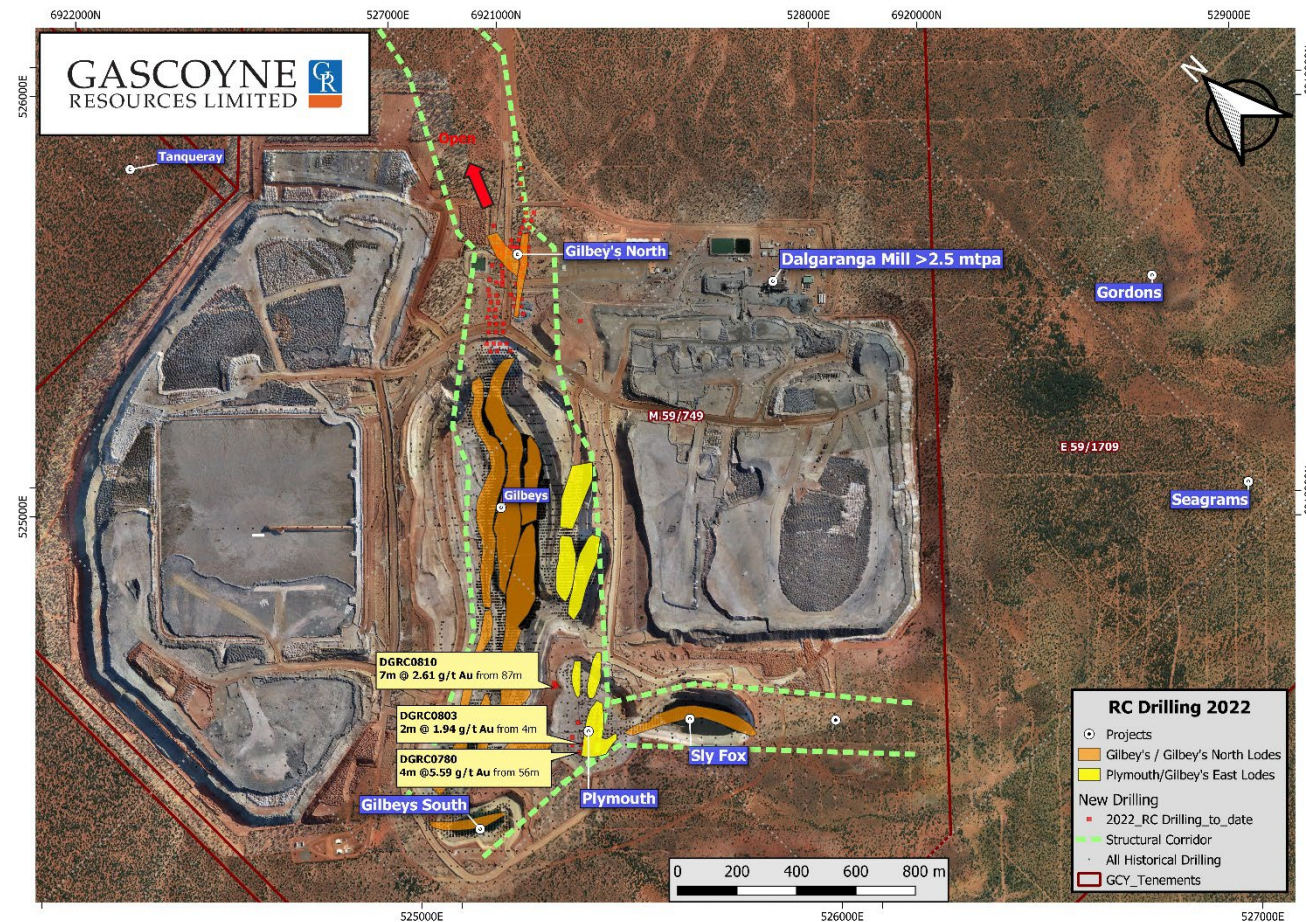 6922000N
527000E
6921000N
528000E
6920000N
529000E
526000E
GASCOYNE
RESOURCES LIMITED
GR
N
Open
Tanqueray
Gilbey's North
Dalgaranga Mill >2.5 mtpa
Gordons
M 59/749
E 59/1709
Gilbeys
Seagrams
525000E
DGRC0810
7m @ 2.61 g/t Au from 87m
DGRC0803
2m @ 1.94 g/t Au from 4m
DGRC0780
4m @5.59 g/t Au from 56m
Sly Fox
Plymouth
Gilbeys South
RC Drilling 2022
Projects
Gilbey's / Gilbey's North Lodes
Plymouth/Gilbey's East Lodes
New Drilling
2022_RC Drilling_to_date
Structural Corridor
All Historical Drilling
GCY_Tenements
0 200 400 600 800 m
525000E
526000E
527000E